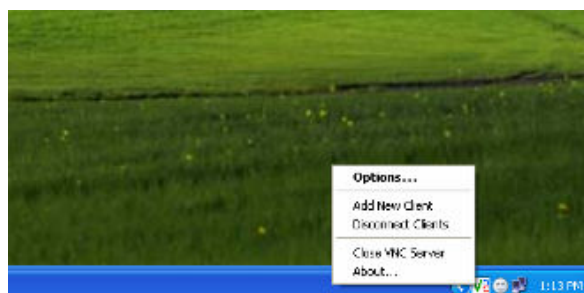 Options...
Add New Client
Disconnect Clients
Close VNC Server
About...
1:13 PM